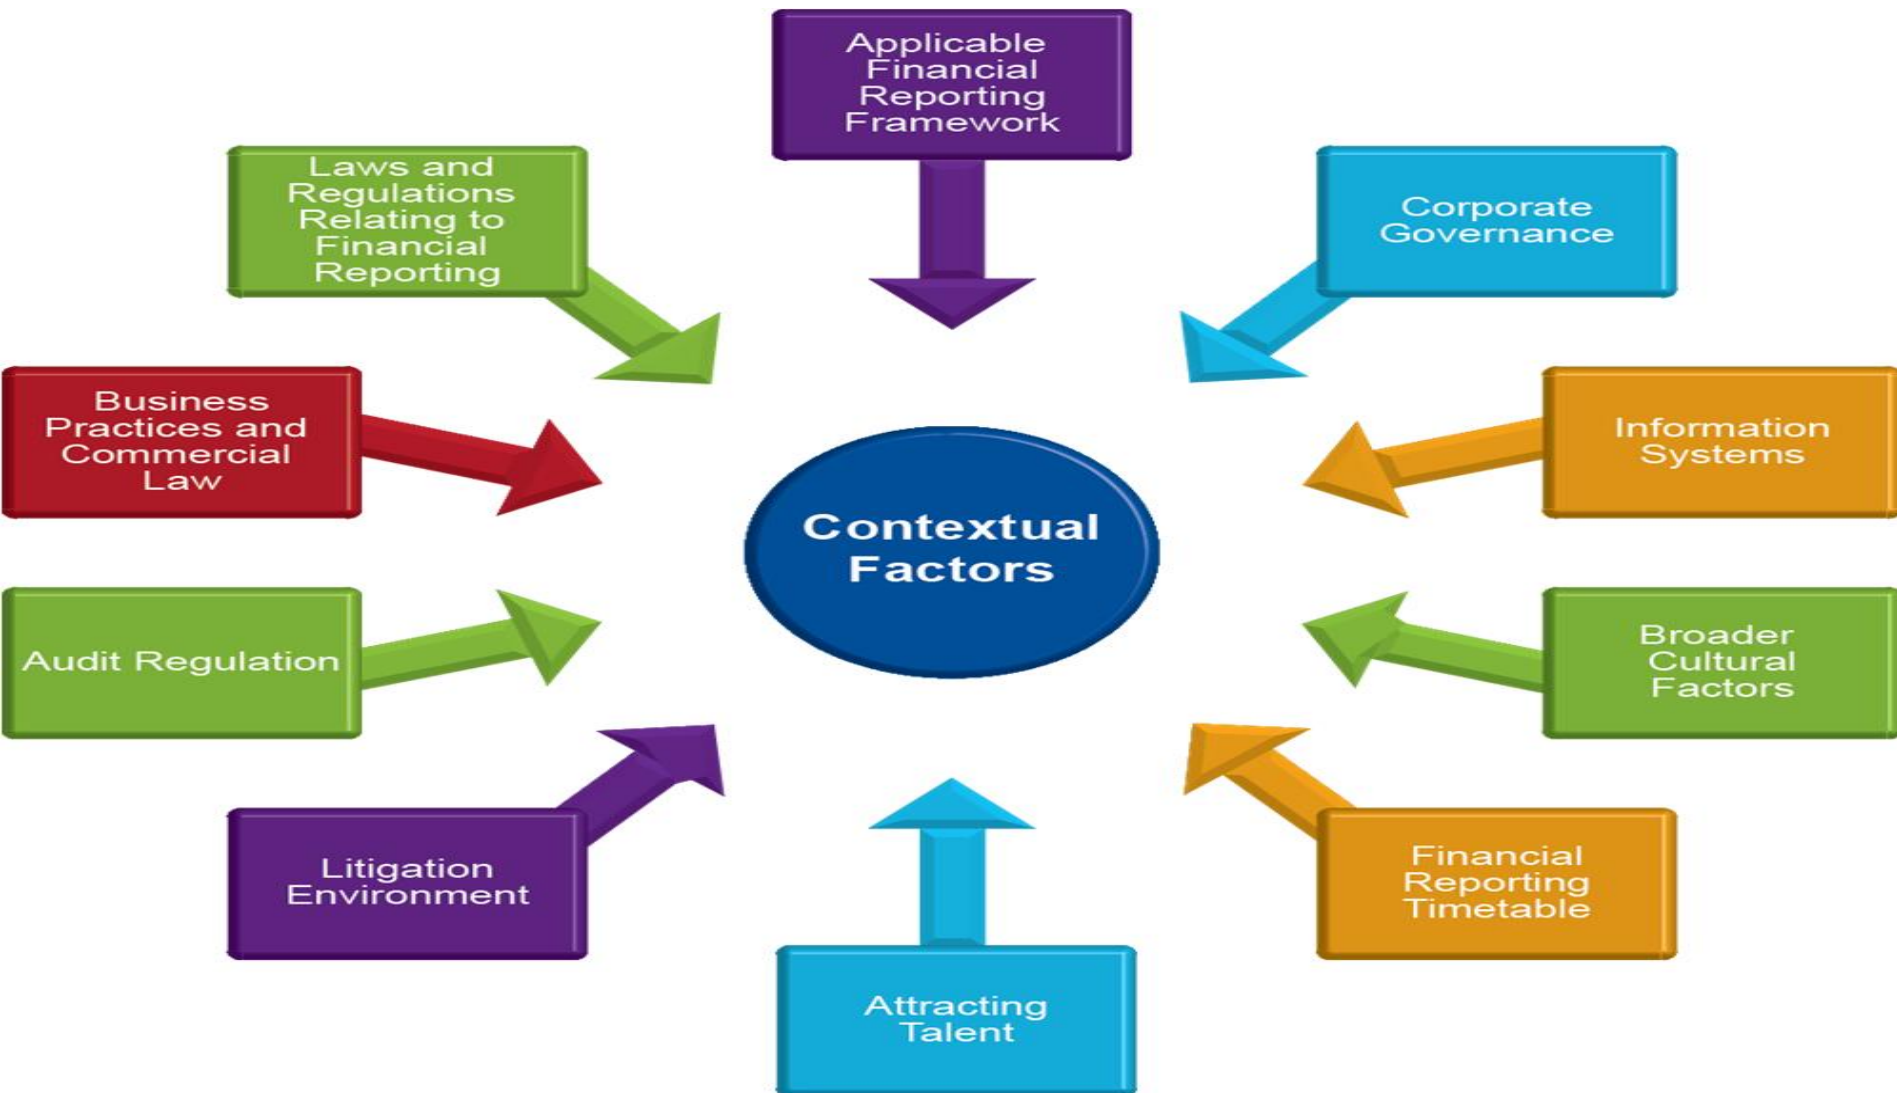 Applicable
Financial
Reporting
Framework
Laws and
Regulations
Relating to
Financial
Reporting
Corporate
Governance
Business
Practices and
Commercial
Law
Information
Systems
Contextual
Factors
Audit Regulation
Broader
Cultural
Factors
Litigation
Environment
Financial
Reporting
Timetable
Attracting
Talent